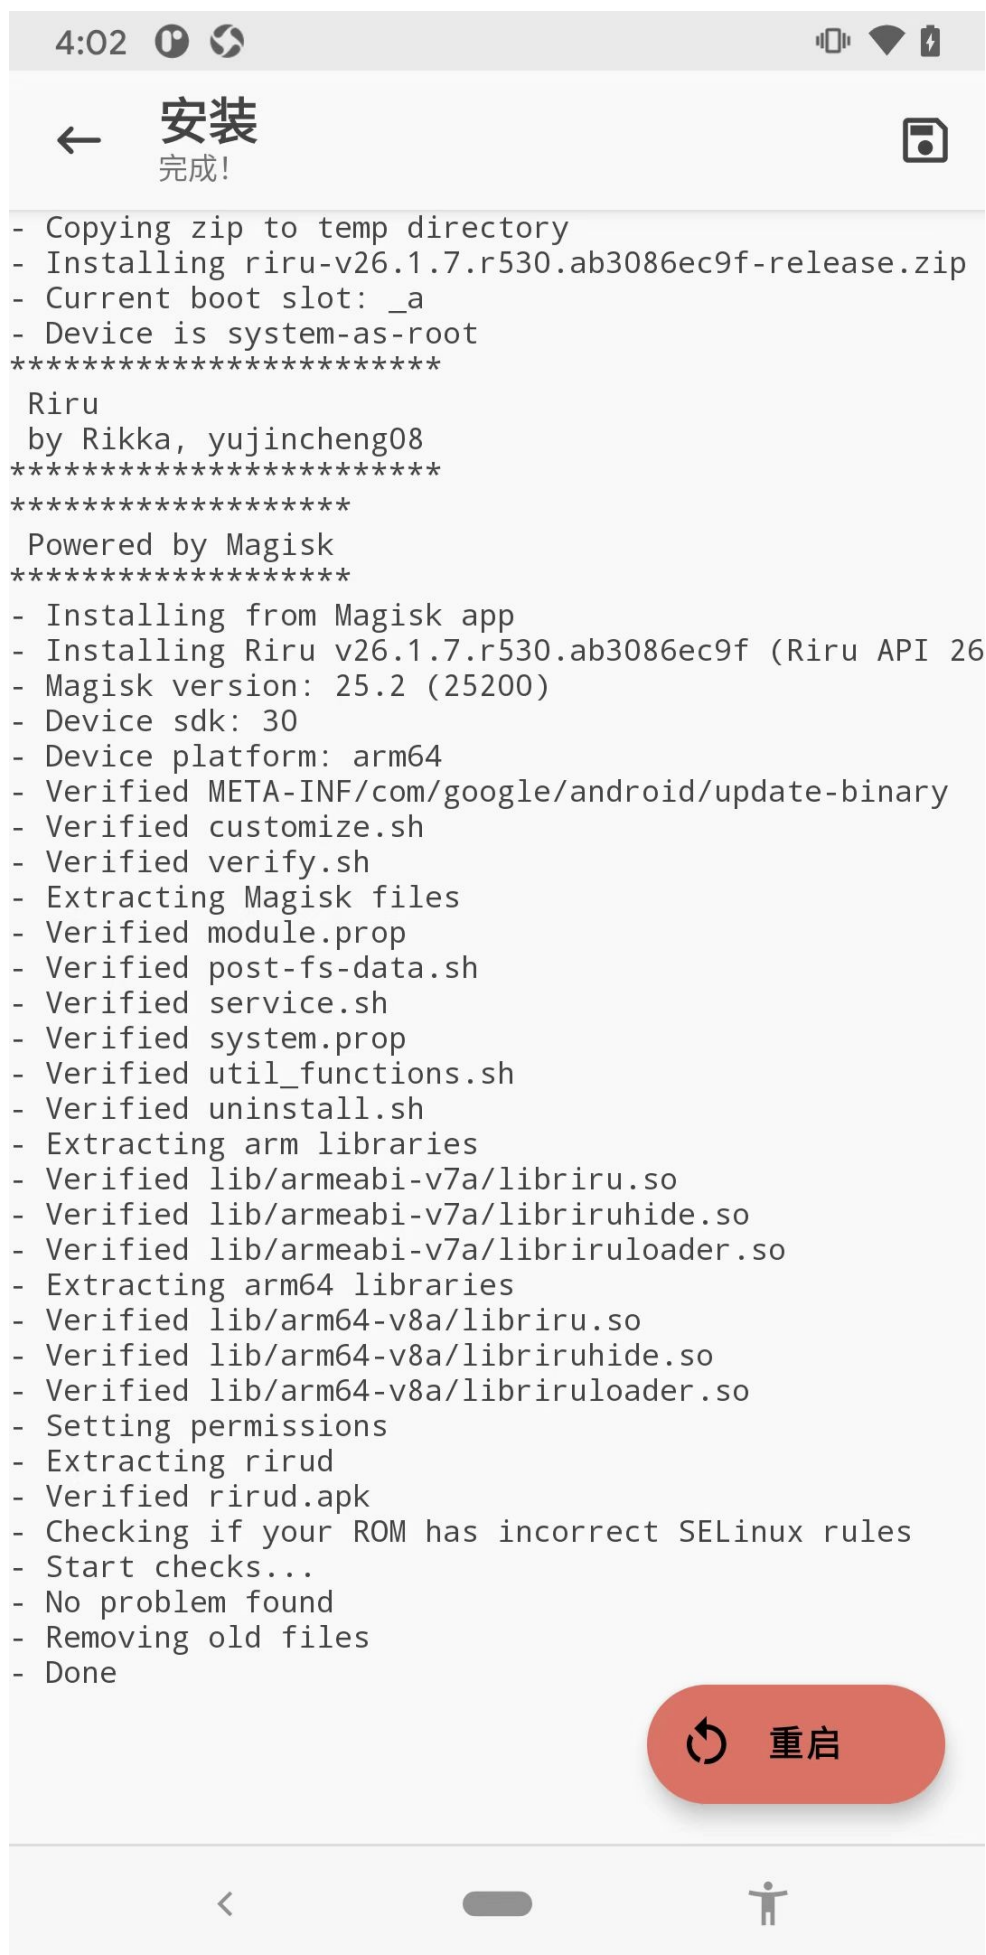 4:02
安装
完成！
- Copying zip to temp directory
- Installing riru-v26.1.7.r530.ab3086ec9f-release.zip
- Current boot slot: _a
- Device is system-as-root
************************
Riru
by Rikka, yujincheng08
************************
*******************
Powered by Magisk
*******************
- Installing from Magisk app
- Installing Riru v26.1.7.r530.ab3086ec9f (Riru API 26
- Magisk version: 25.2 (25200)
- Device sdk: 30
- Device platform: arm64
- Verified META-INF/com/google/android/update-binary
- Verified customize.sh
- Verified verify.sh
- Extracting Magisk files
- Verified module.prop
- Verified post-fs-data.sh
- Verified service.sh
- Verified system.prop
- Verified util_functions.sh
- Verified uninstall.sh
- Extracting arm libraries
- Verified lib/armeabi-v7a/libriru.so
- Verified lib/armeabi-v7a/libriruhide.so
- Verified lib/armeabi-v7a/libriruloader.so
- Extracting arm64 libraries
- Verified lib/arm64-v8a/libriru.so
- Verified lib/arm64-v8a/libriruhide.so
- Verified lib/arm64-v8a/libriruloader.so
- Setting permissions
- Extracting rirud
- Verified rirud.apk
- Checking if your ROM has incorrect SELinux rules
- Start checks...
- No problem found
- Removing old files
- Done
重启